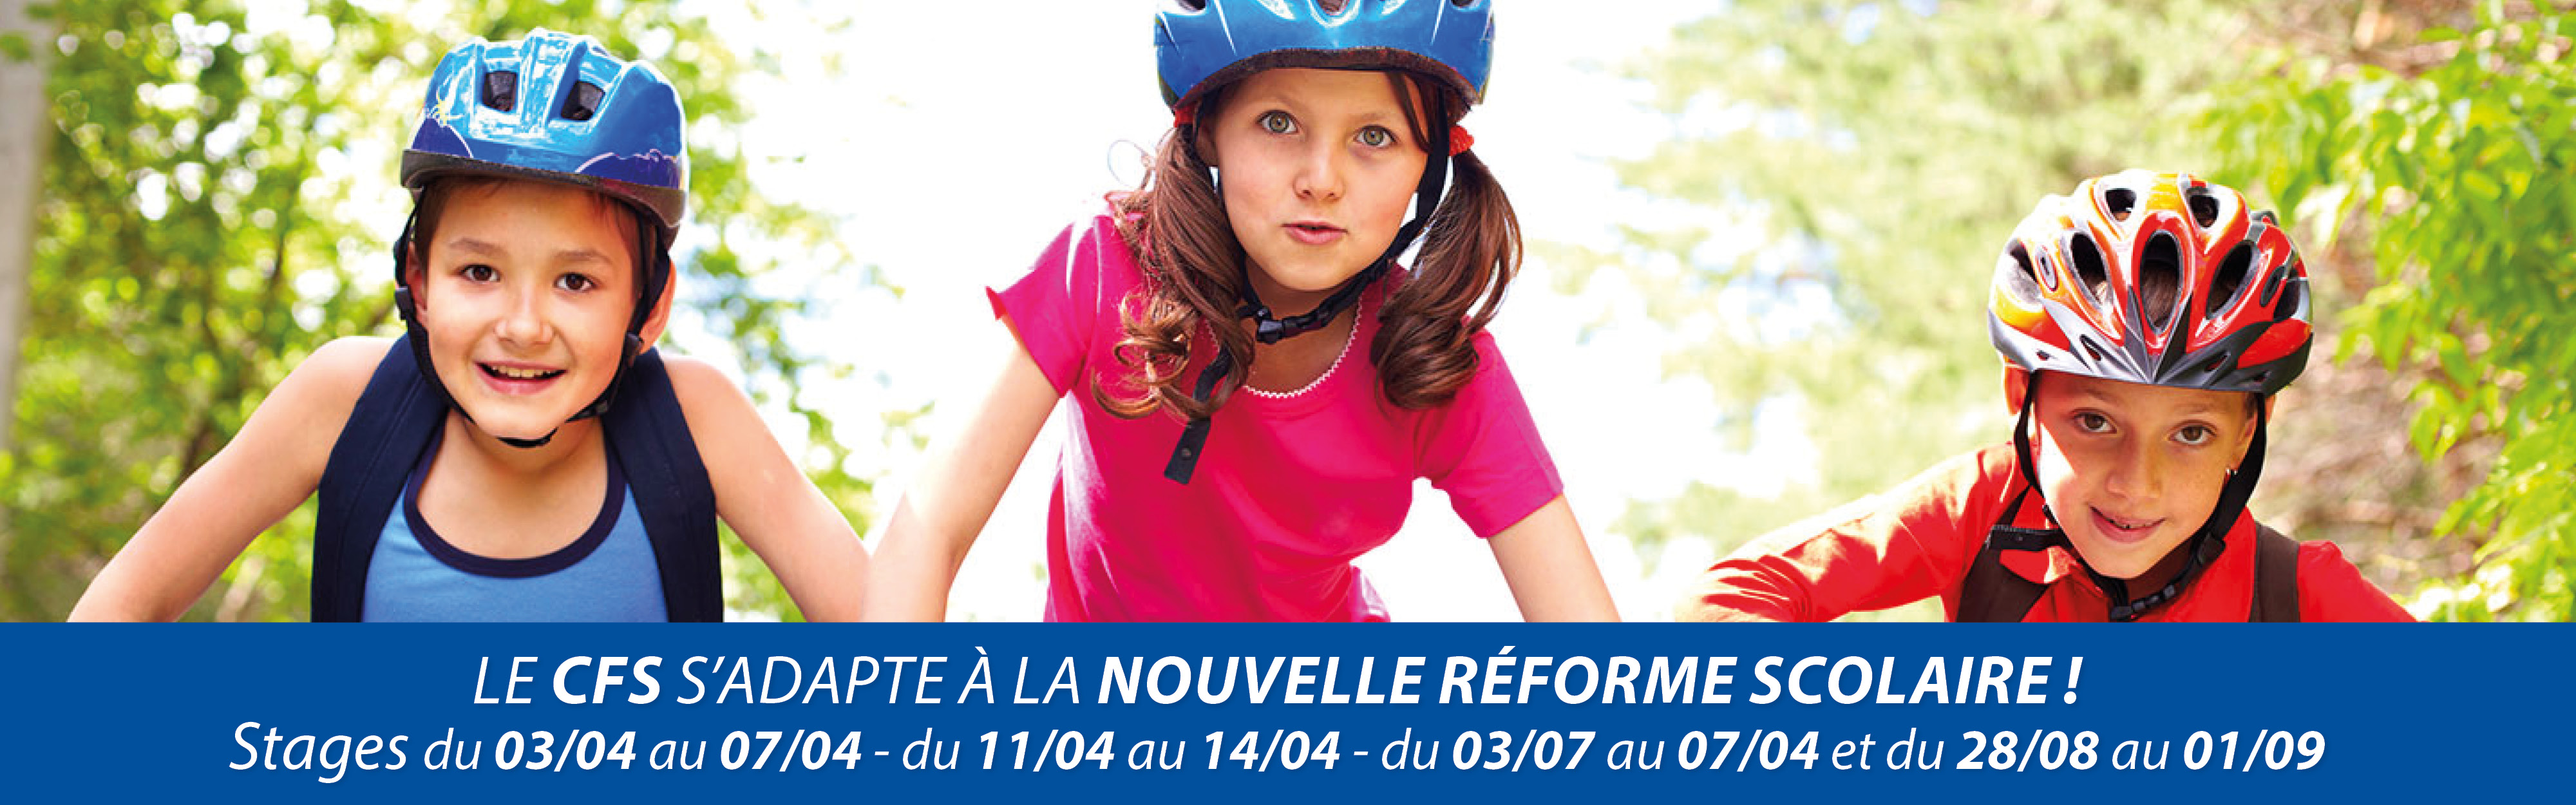 LE CFS S'ADAPTE À LA NOUVELLE RÉFORME SCOLAIRE !
Stages du 03/04 au 07/04 - du 11/04 au 14/04 - du 03/07 au 07/04 et du 28/08 au 01/09